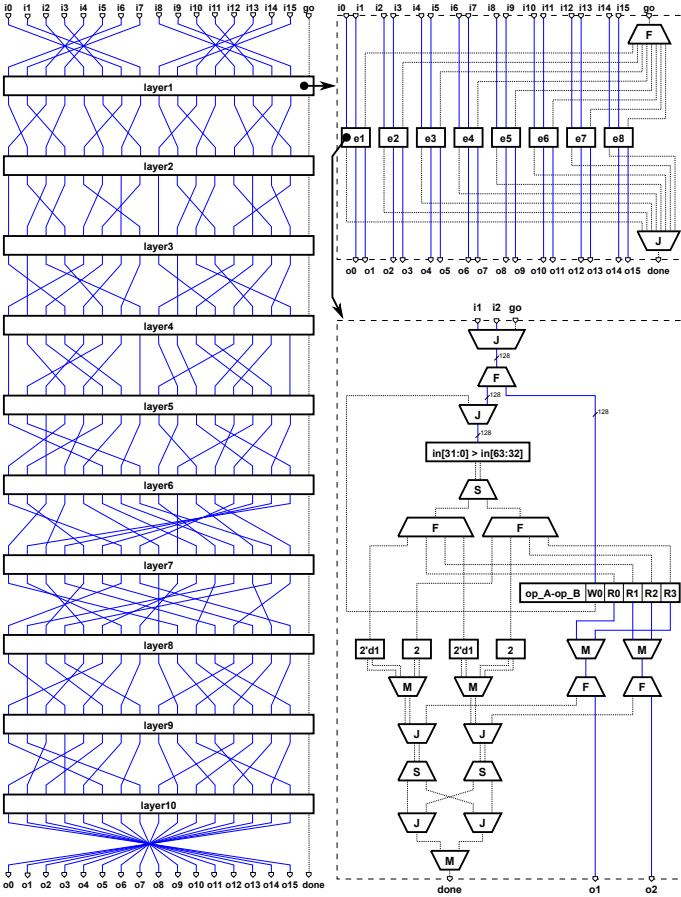 i0 i1 i2 i3 i4 i5 i6 i7 i8 i9 i10 i11 i12 i13 i14 i15 go
layer1
layer2
layer3
layer4
layer5
layer6
layer7
layer8
layer9
layer10
o0 o1 o2 o3 o4 o5 o6 o7 o8 o9 o10 o11 o12 o13 o14 o15 done
i0 i1 i2 i3 i4 i5 i6 i7 i8 i9 i10 i11 i12 i13 i14 i15 go
F
e1 e2 e3 e4 e5 e6 e7 e8
J
o0 o1 o2 o3 o4 o5 o6 o7 o8 o9 o10 o11 o12 o13 o14 o15 done
i1 i2 go
J
128
F
128 128
J
128
in[31:0] > in[63:32]
S
F F
op_A-op_B W0 R0 R1 R2 R3
2'd1 2 2'd1 2 M M
M M F F
J J
S S
J J
M
done o1 o2